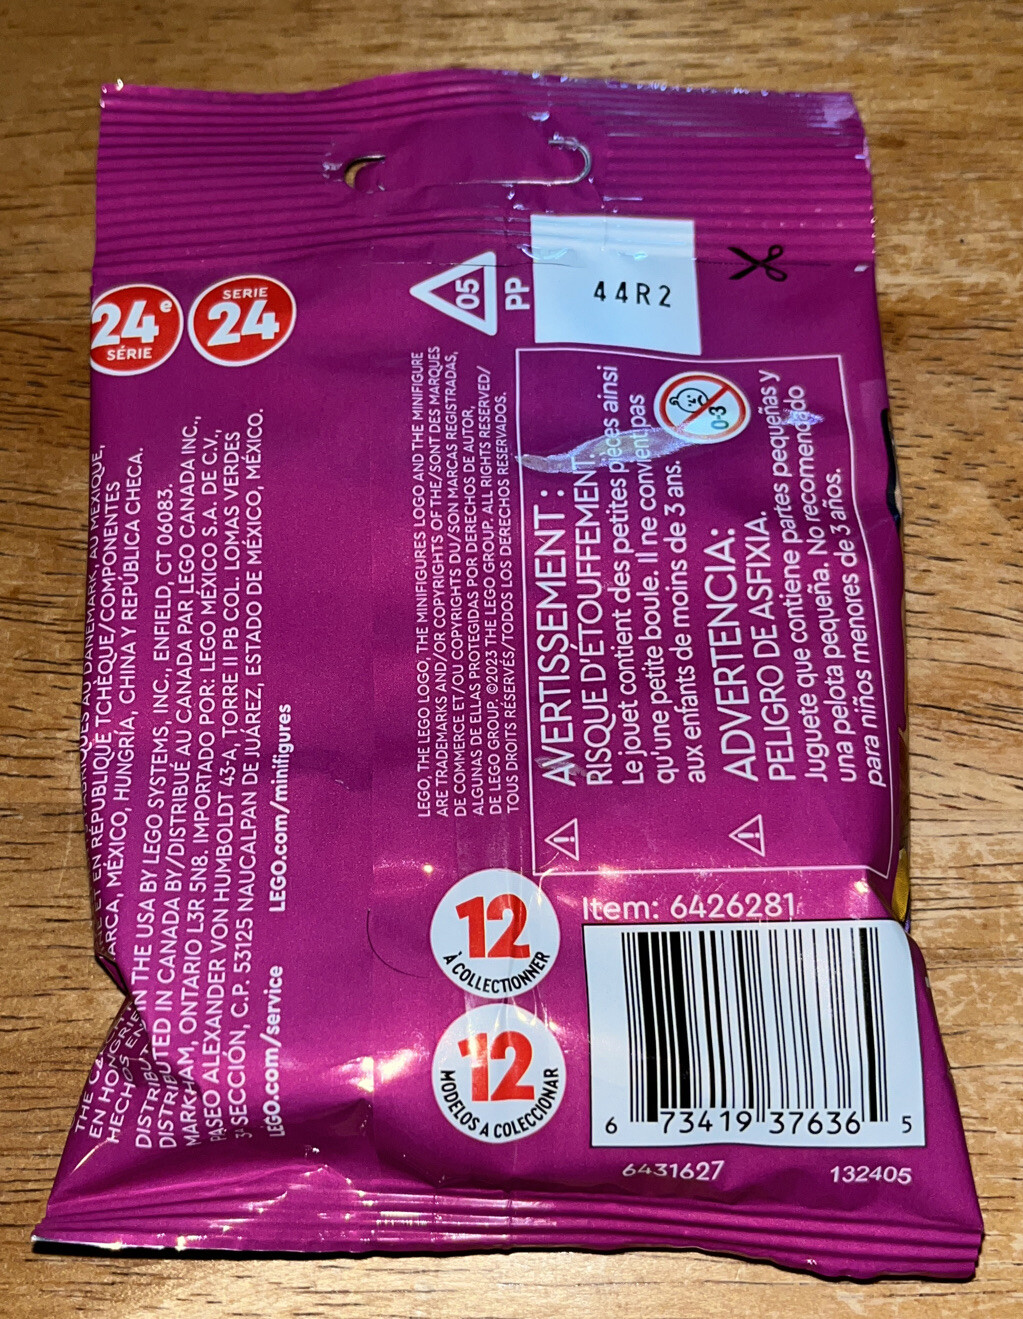 24e
SÉRIE
SERIE
24
AU DANEMARK AU MEXIQUE,
EN RÉPUBLIQUE TCHÈQUE/COMPONENTES
EN HONGRIE
MÉXICO, HUNGRÍA, CHINA Y REPÚBLICA CHECA.
IN THE USA BY LEGO SYSTEMS, INC., ENFIELD, CT 06083.
DISTRIBUTED IN CANADA BY/DISTRIBUÉ AU CANADA PAR LEGO CANADA INC.,
MARKHAM, ONTARIO L3R 5N8. IMPORTADO POR: LEGO MÉXICO S.A. DE C.V.,
PASEO ALEXANDER VON HUMBOLDT 43-A, TORRE II PB COL. LOMAS VERDES
3ª SECCIÓN, C.P. 53125 NAUCALPAN DE JUÁREZ, ESTADO DE MÉXICO, MÉXICO.
LEGO.com/service LEGO.com/minifigures
05
PP
44R2
LEGO, THE LEGO LOGO, THE MINIFIGURES LOGO AND THE MINIFIGURE
ARE TRADEMARKS AND/OR COPYRIGHTS OF THE/SONT DES MARQUES
DE COMMERCE ET/OU COPYRIGHTS DU/SON MARCAS REGISTRADAS,
ALGUNAS DE ELLAS PROTEGIDAS POR DERECHOS DE AUTOR,
DE LEGO GROUP. ©2023 THE LEGO GROUP. ALL RIGHTS RESERVED/
TOUS DROITS RÉSERVÉS/TODOS LOS DERECHOS RESERVADOS.
AVERTISSEMENT :
RISQUE D'ÉTOUFFEMENT.
Le jouet contient des petites pièces ainsi
qu'une petite boule. Il ne convient pas
aux enfants de moins de 3 ans.
0-3
ADVERTENCIA:
PELIGRO DE ASFIXIA.
Juguete que contiene partes pequeñas y
una pelota pequeña. No recomendado
para niños menores de 3 años.
12
À COLLECTIONNER
12
MODELOS A COLECCIONAR
Item: 6426281
6 73419 37636 5
6431627 132405